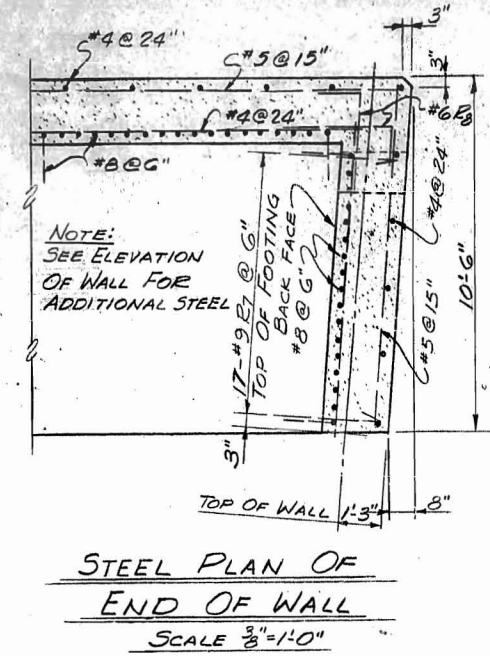 3"
#4@24"
#5@15"
3"
#6 R8
#4@24"
#8@6"
#4@24"
NOTE:
SEE ELEVATION
OF WALL FOR
ADDITIONAL STEEL
17-#9 R7 @ 6"
TOP OF FOOTING
BACK FACE
#8@6"
10'-6"
#5@15"
3"
TOP OF WALL
1'-3"
8"
STEEL PLAN OF
END OF WALL
SCALE 3/8"=1'-0"